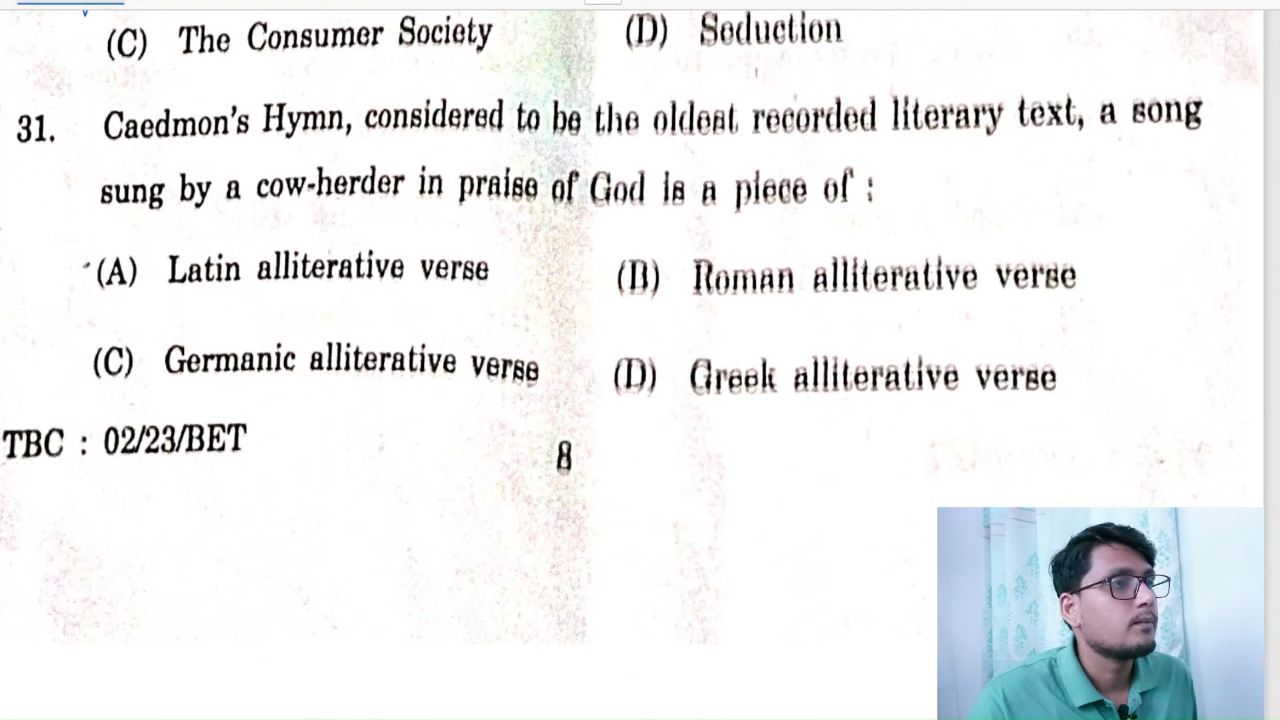 (C) The Consumer Society (D) Seduction
31. Caedmon's Hymn, considered to be the oldest recorded literary text, a song
sung by a cow-herder in praise of God is a piece of :
(A) Latin alliterative verse (B) Roman alliterative verse
(C) Germanic alliterative verse (D) Greek alliterative verse
TBC : 02/23/BET 8